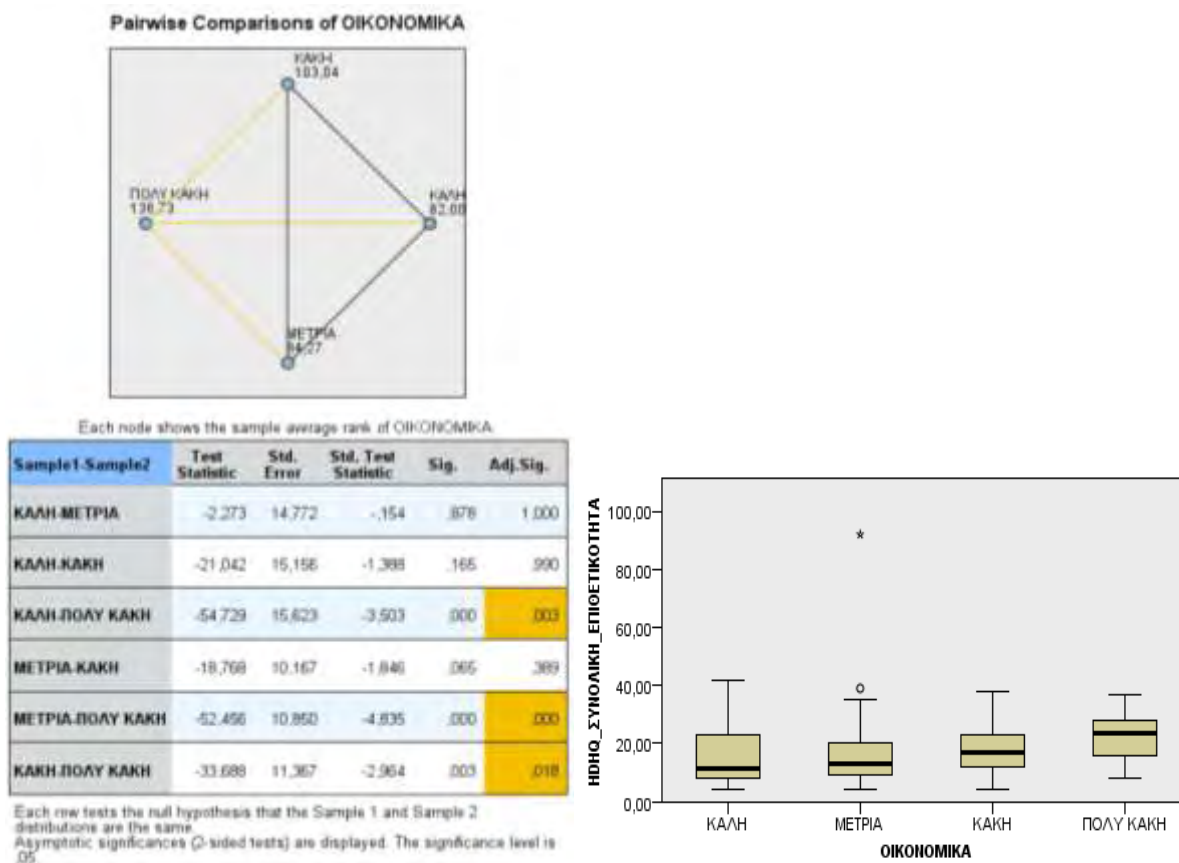 Pairwise Comparisons of ΟΙΚΟΝΟΜΙΚΑ
ΚΑΚΗ
103,04
ΠΟΛΥ ΚΑΚΗ
136,73
ΚΑΛΗ
82,00
ΜΕΤΡΙΑ
84,27
Each node shows the sample average rank of ΟΙΚΟΝΟΜΙΚΑ.
Sample1-Sample2 Test Statistic Std. Error Std. Test Statistic Sig. Adj.Sig.
ΚΑΛΗ-ΜΕΤΡΙΑ -2,273 14,772 -,154 ,878 1,000
ΚΑΛΗ-ΚΑΚΗ -21,042 15,156 -1,388 ,165 ,990
ΚΑΛΗ-ΠΟΛΥ ΚΑΚΗ -54,729 15,623 -3,503 ,000 ,003
ΜΕΤΡΙΑ-ΚΑΚΗ -18,768 10,167 -1,846 ,065 ,389
ΜΕΤΡΙΑ-ΠΟΛΥ ΚΑΚΗ -52,456 10,850 -4,835 ,000 ,000
ΚΑΚΗ-ΠΟΛΥ ΚΑΚΗ -33,688 11,367 -2,964 ,003 ,018
Each row tests the null hypothesis that the Sample 1 and Sample 2
distributions are the same.
Asymptotic significances (2-sided tests) are displayed. The significance level is
,05.
HDHQ_ΣΥΝΟΛΙΚΗ_ΕΠΙΘΕΤΙΚΟΤΗΤΑ
100,00
80,00
60,00
40,00
20,00
0,00
ΚΑΛΗ ΜΕΤΡΙΑ ΚΑΚΗ ΠΟΛΥ ΚΑΚΗ
ΟΙΚΟΝΟΜΙΚΑ